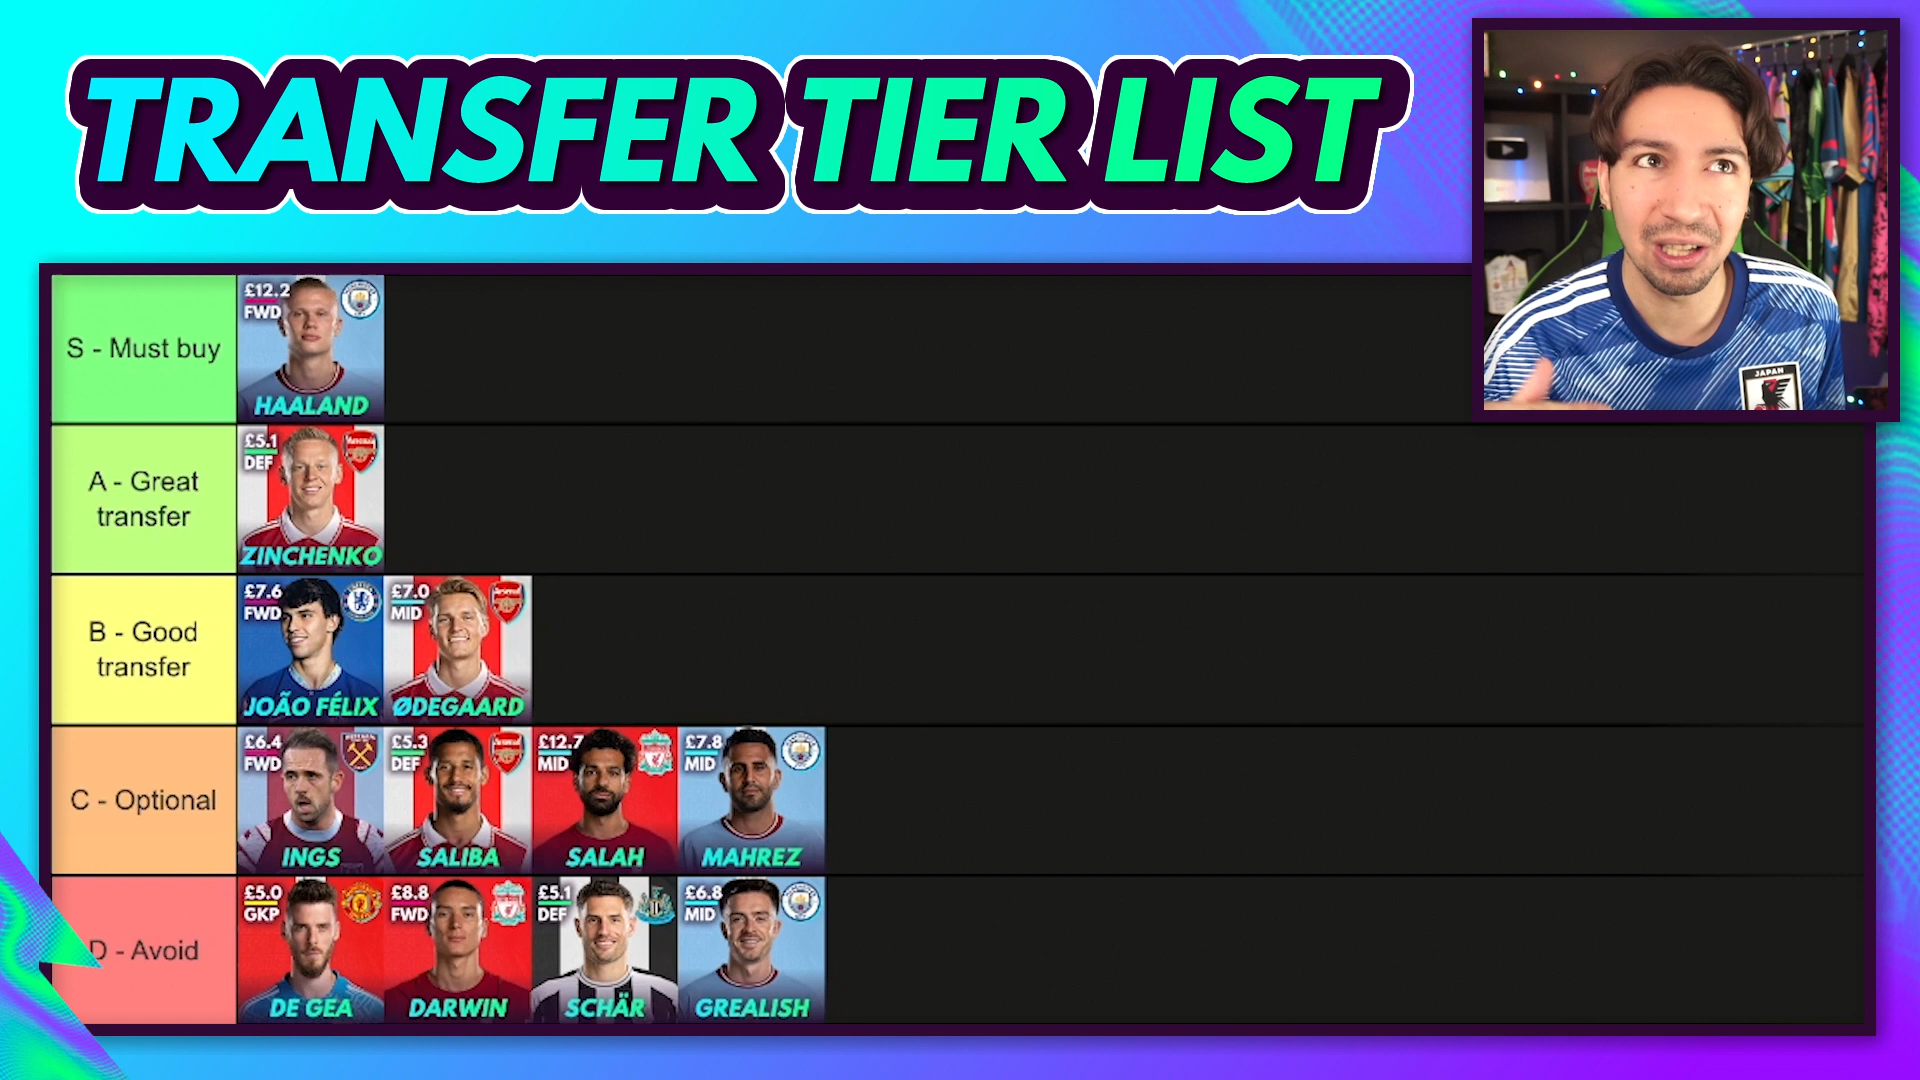 TRANSFER TIER LIST
JAPAN
S - Must buy
£12.2
FWD
HAALAND
A - Great
transfer
£5.1
DEF
Arsenal
ZINCHENKO
B - Good
transfer
£7.6
FWD
JOÃO FÉLIX
£7.0
MID
Arsenal
ØDEGAARD
C - Optional
£6.4
FWD
INGS
£5.3
DEF
Arsenal
SALIBA
£12.7
MID
SALAH
£7.8
MID
MAHREZ
D - Avoid
£5.0
GKP
DE GEA
£8.8
FWD
DARWIN
£5.1
DEF
SCHÄR
£6.8
MID
GREALISH